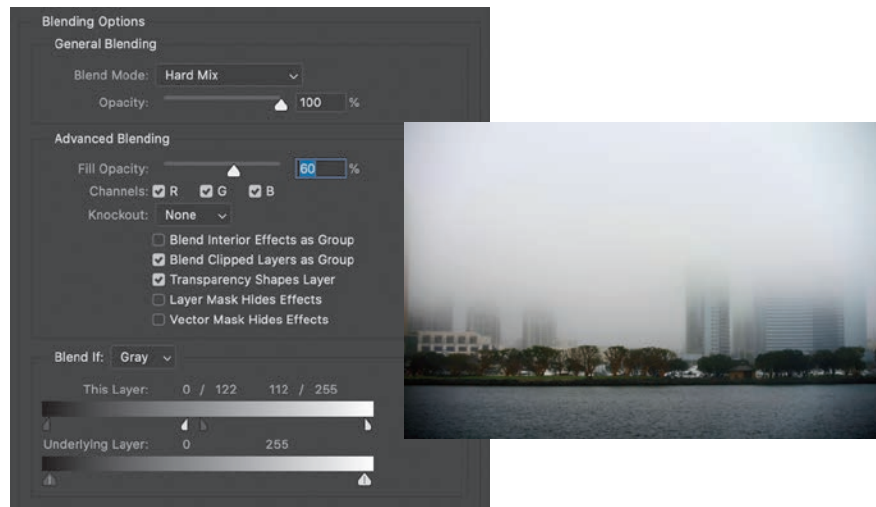 Blending Options
General Blending
Blend Mode: Hard Mix
Opacity: 100 %
Advanced Blending
Fill Opacity: 60 %
Channels: R G B
Knockout: None
Blend Interior Effects as Group
Blend Clipped Layers as Group
Transparency Shapes Layer
Layer Mask Hides Effects
Vector Mask Hides Effects
Blend If: Gray
This Layer: 0 / 122 112 / 255
Underlying Layer: 0 255